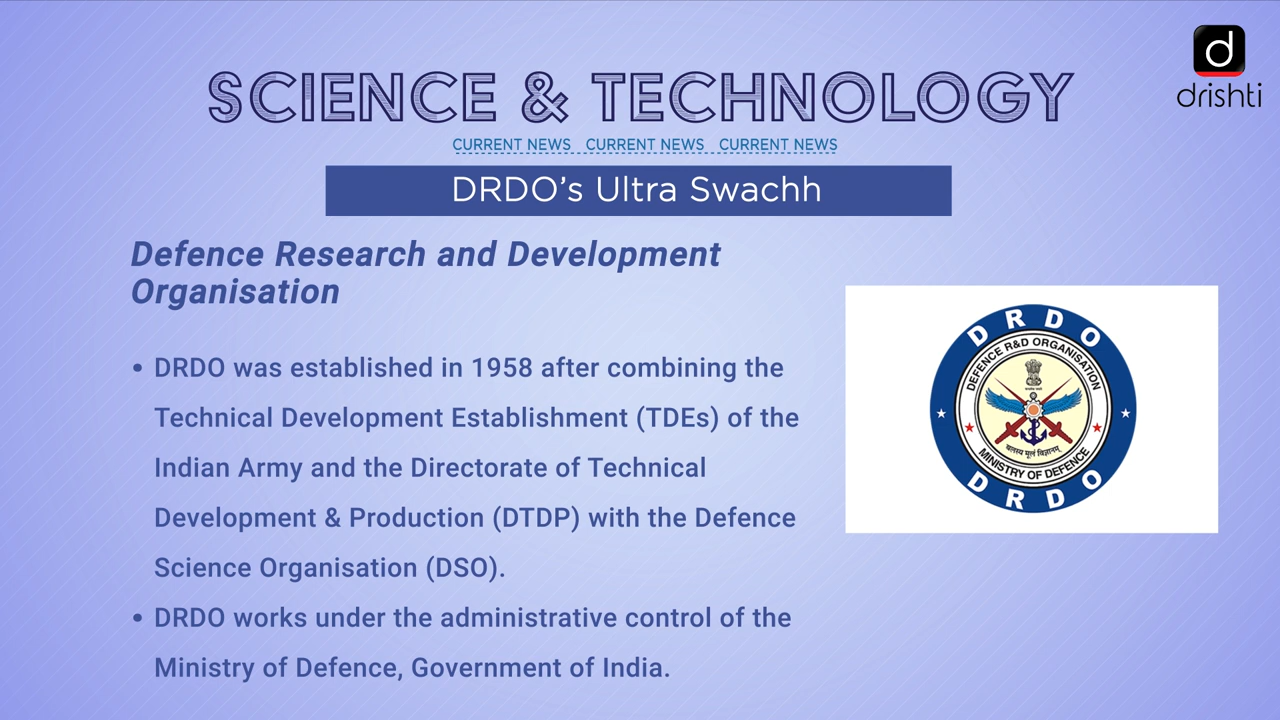 d
drishti
SCIENCE & TECHNOLOGY
CURRENT NEWS CURRENT NEWS CURRENT NEWS
DRDO’s Ultra Swachh
Defence Research and Development
Organisation
• DRDO was established in 1958 after combining the
Technical Development Establishment (TDEs) of the
Indian Army and the Directorate of Technical
Development & Production (DTDP) with the Defence
Science Organisation (DSO).
• DRDO works under the administrative control of the
Ministry of Defence, Government of India.
DRDO
DEFENCE R&D ORGANISATION
बलस्य मूलं विज्ञानम्
MINISTRY OF DEFENCE
DRDO